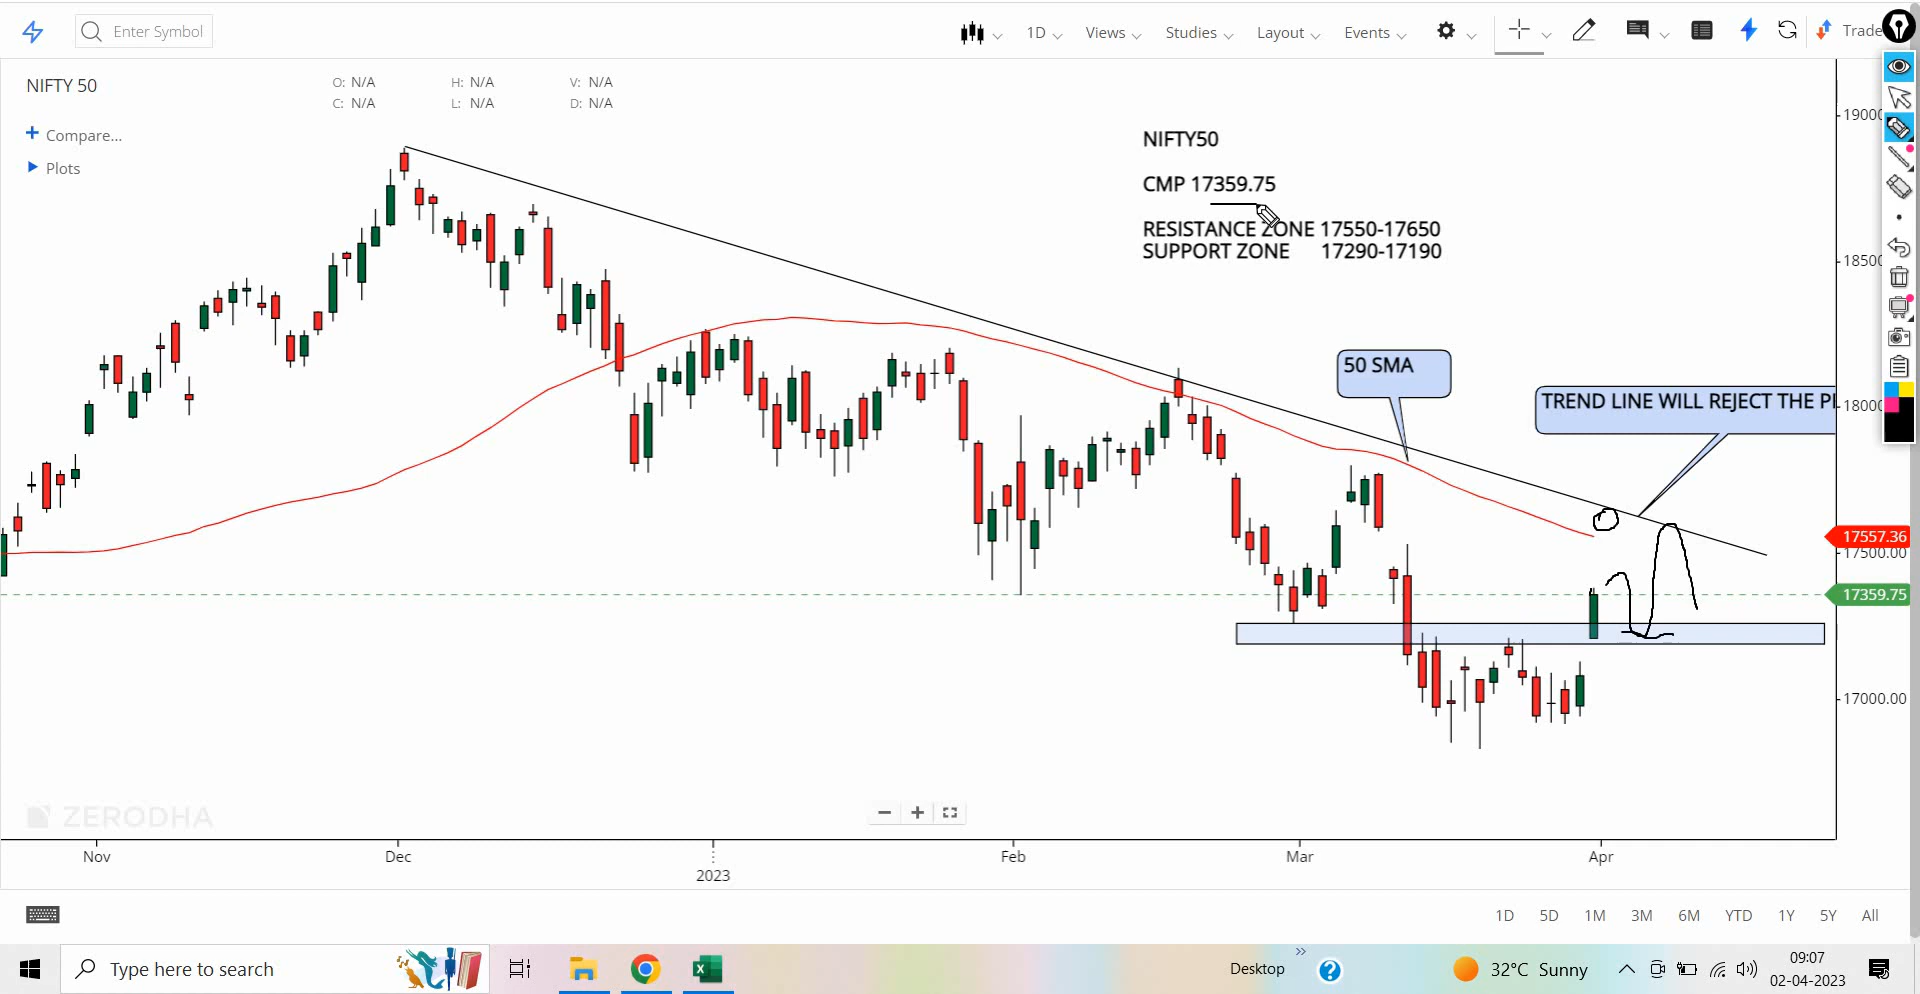 Enter Symbol
1D
Views
Studies
Layout
Events
Trade
NIFTY 50
O: N/A H: N/A V: N/A
C: N/A L: N/A D: N/A
Compare...
Plots
NIFTY50
CMP 17359.75
RESISTANCE ZONE 17550-17650
SUPPORT ZONE 17290-17190
50 SMA
TREND LINE WILL REJECT THE
19000
18500
18000
17557.36
17500.00
17359.75
17000.00
ZERODHA
Nov Dec Feb Mar Apr
2023
1D 5D 1M 3M 6M YTD 1Y 5Y All
Type here to search
Desktop
32°C Sunny
09:07
02-04-2023